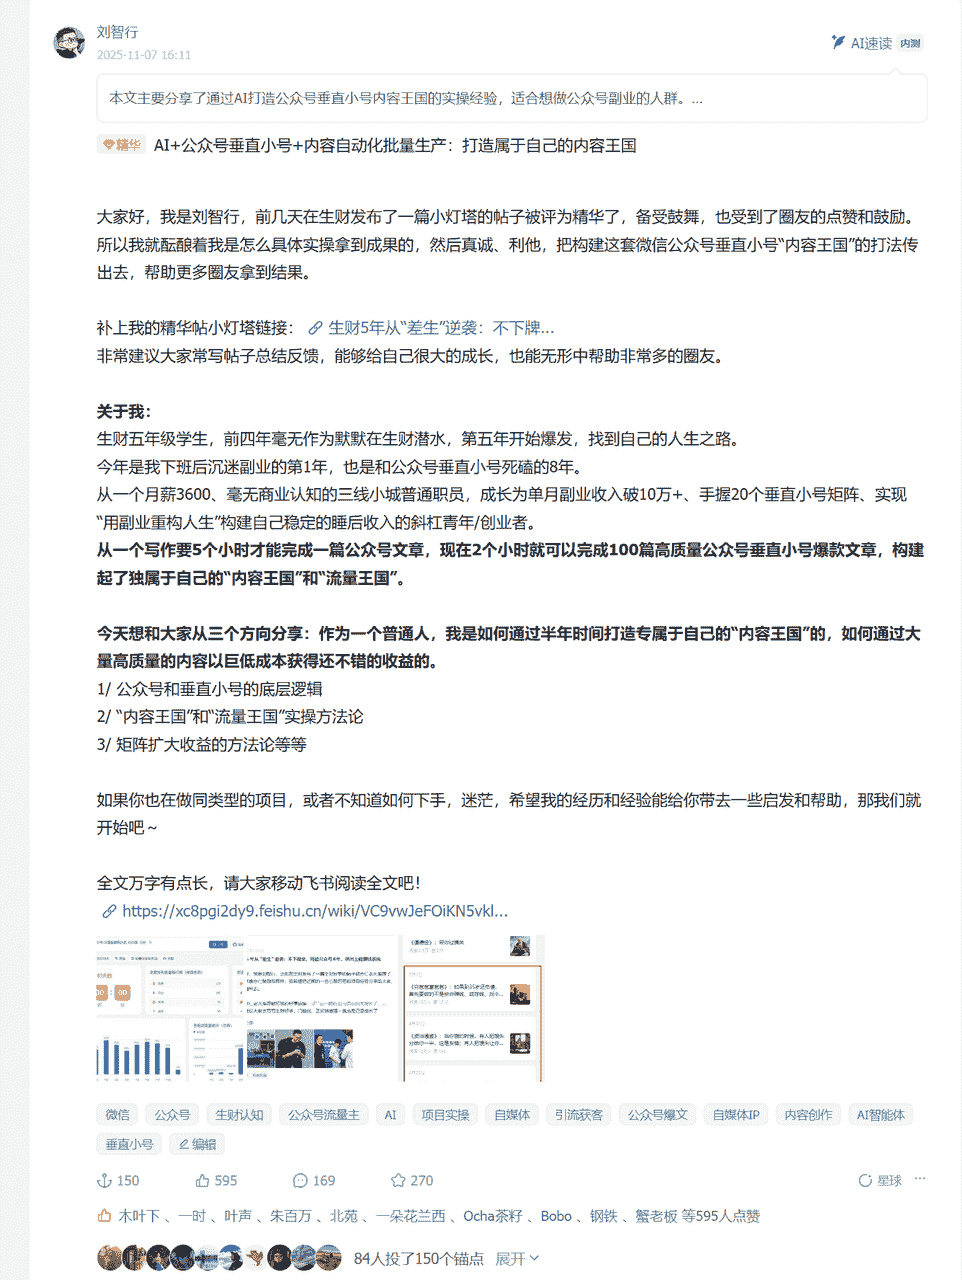 刘智行
2025-11-07 16:11
AI速读 内测
本文主要分享了通过AI打造公众号垂直小号内容王国的实操经验，适合想做公众号副业的人群。...
精华 AI+公众号垂直小号+内容自动化批量生产：打造属于自己的内容王国
大家好，我是刘智行，前几天在生财发布了一篇小灯塔的帖子被评为精华了，备受鼓舞，也受到了圈友的点赞和鼓励。
所以我就酝酿着我是怎么具体实操拿到成果的，然后真诚、利他，把构建这套微信公众号垂直小号“内容王国”的打法传
出去，帮助更多圈友拿到结果。
补上我的精华帖小灯塔链接： 生财5年从“差生”逆袭：不下牌...
非常建议大家常写帖子总结反馈，能够给自己很大的成长，也能无形中帮助非常多的圈友。
关于我：
生财五年级学生，前四年毫无作为默默在生财潜水，第五年开始爆发，找到自己的人生之路。
今年是我下班后沉迷副业的第1年，也是和公众号垂直小号死磕的8年。
从一个月薪3600、毫无商业认知的三线小城普通职员，成长为单月副业收入破10万+、手握20个垂直小号矩阵、实现
“用副业重构人生”构建自己稳定的睡后收入的斜杠青年/创业者。
从一个写作要5个小时才能完成一篇公众号文章，现在2个小时就可以完成100篇高质量公众号垂直小号爆款文章，构建
起了独属于自己的“内容王国”和“流量王国”。
今天想和大家从三个方向分享：作为一个普通人，我是如何通过半年时间打造专属于自己的“内容王国”的，如何通过大
量高质量的内容以巨低成本获得还不错的收益的。
1/ 公众号和垂直小号的底层逻辑
2/ “内容王国”和“流量王国”实操方法论
3/ 矩阵扩大收益的方法论等等
如果你也在做同类型的项目，或者不知道如何下手，迷茫，希望我的经历和经验能给你带去一些启发和帮助，那我们就
开始吧～
全文万字有点长，请大家移动飞书阅读全文吧！
https://xc8pgi2dy9.feishu.cn/wiki/VC9vwJeFOiKN5vkl...
微信 公众号 生财认知 公众号流量主 AI 项目实操 自媒体 引流获客 公众号爆文 自媒体IP 内容创作 AI智能体
垂直小号 编辑
150 595 169 270 星球 ...
木叶下 、一时 、叶声 、朱百万 、北苑 、一朵花兰西 、Ocha茶籽 、Bobo 、钢铁 、蟹老板 等595人点赞
84人投了150个锚点 展开